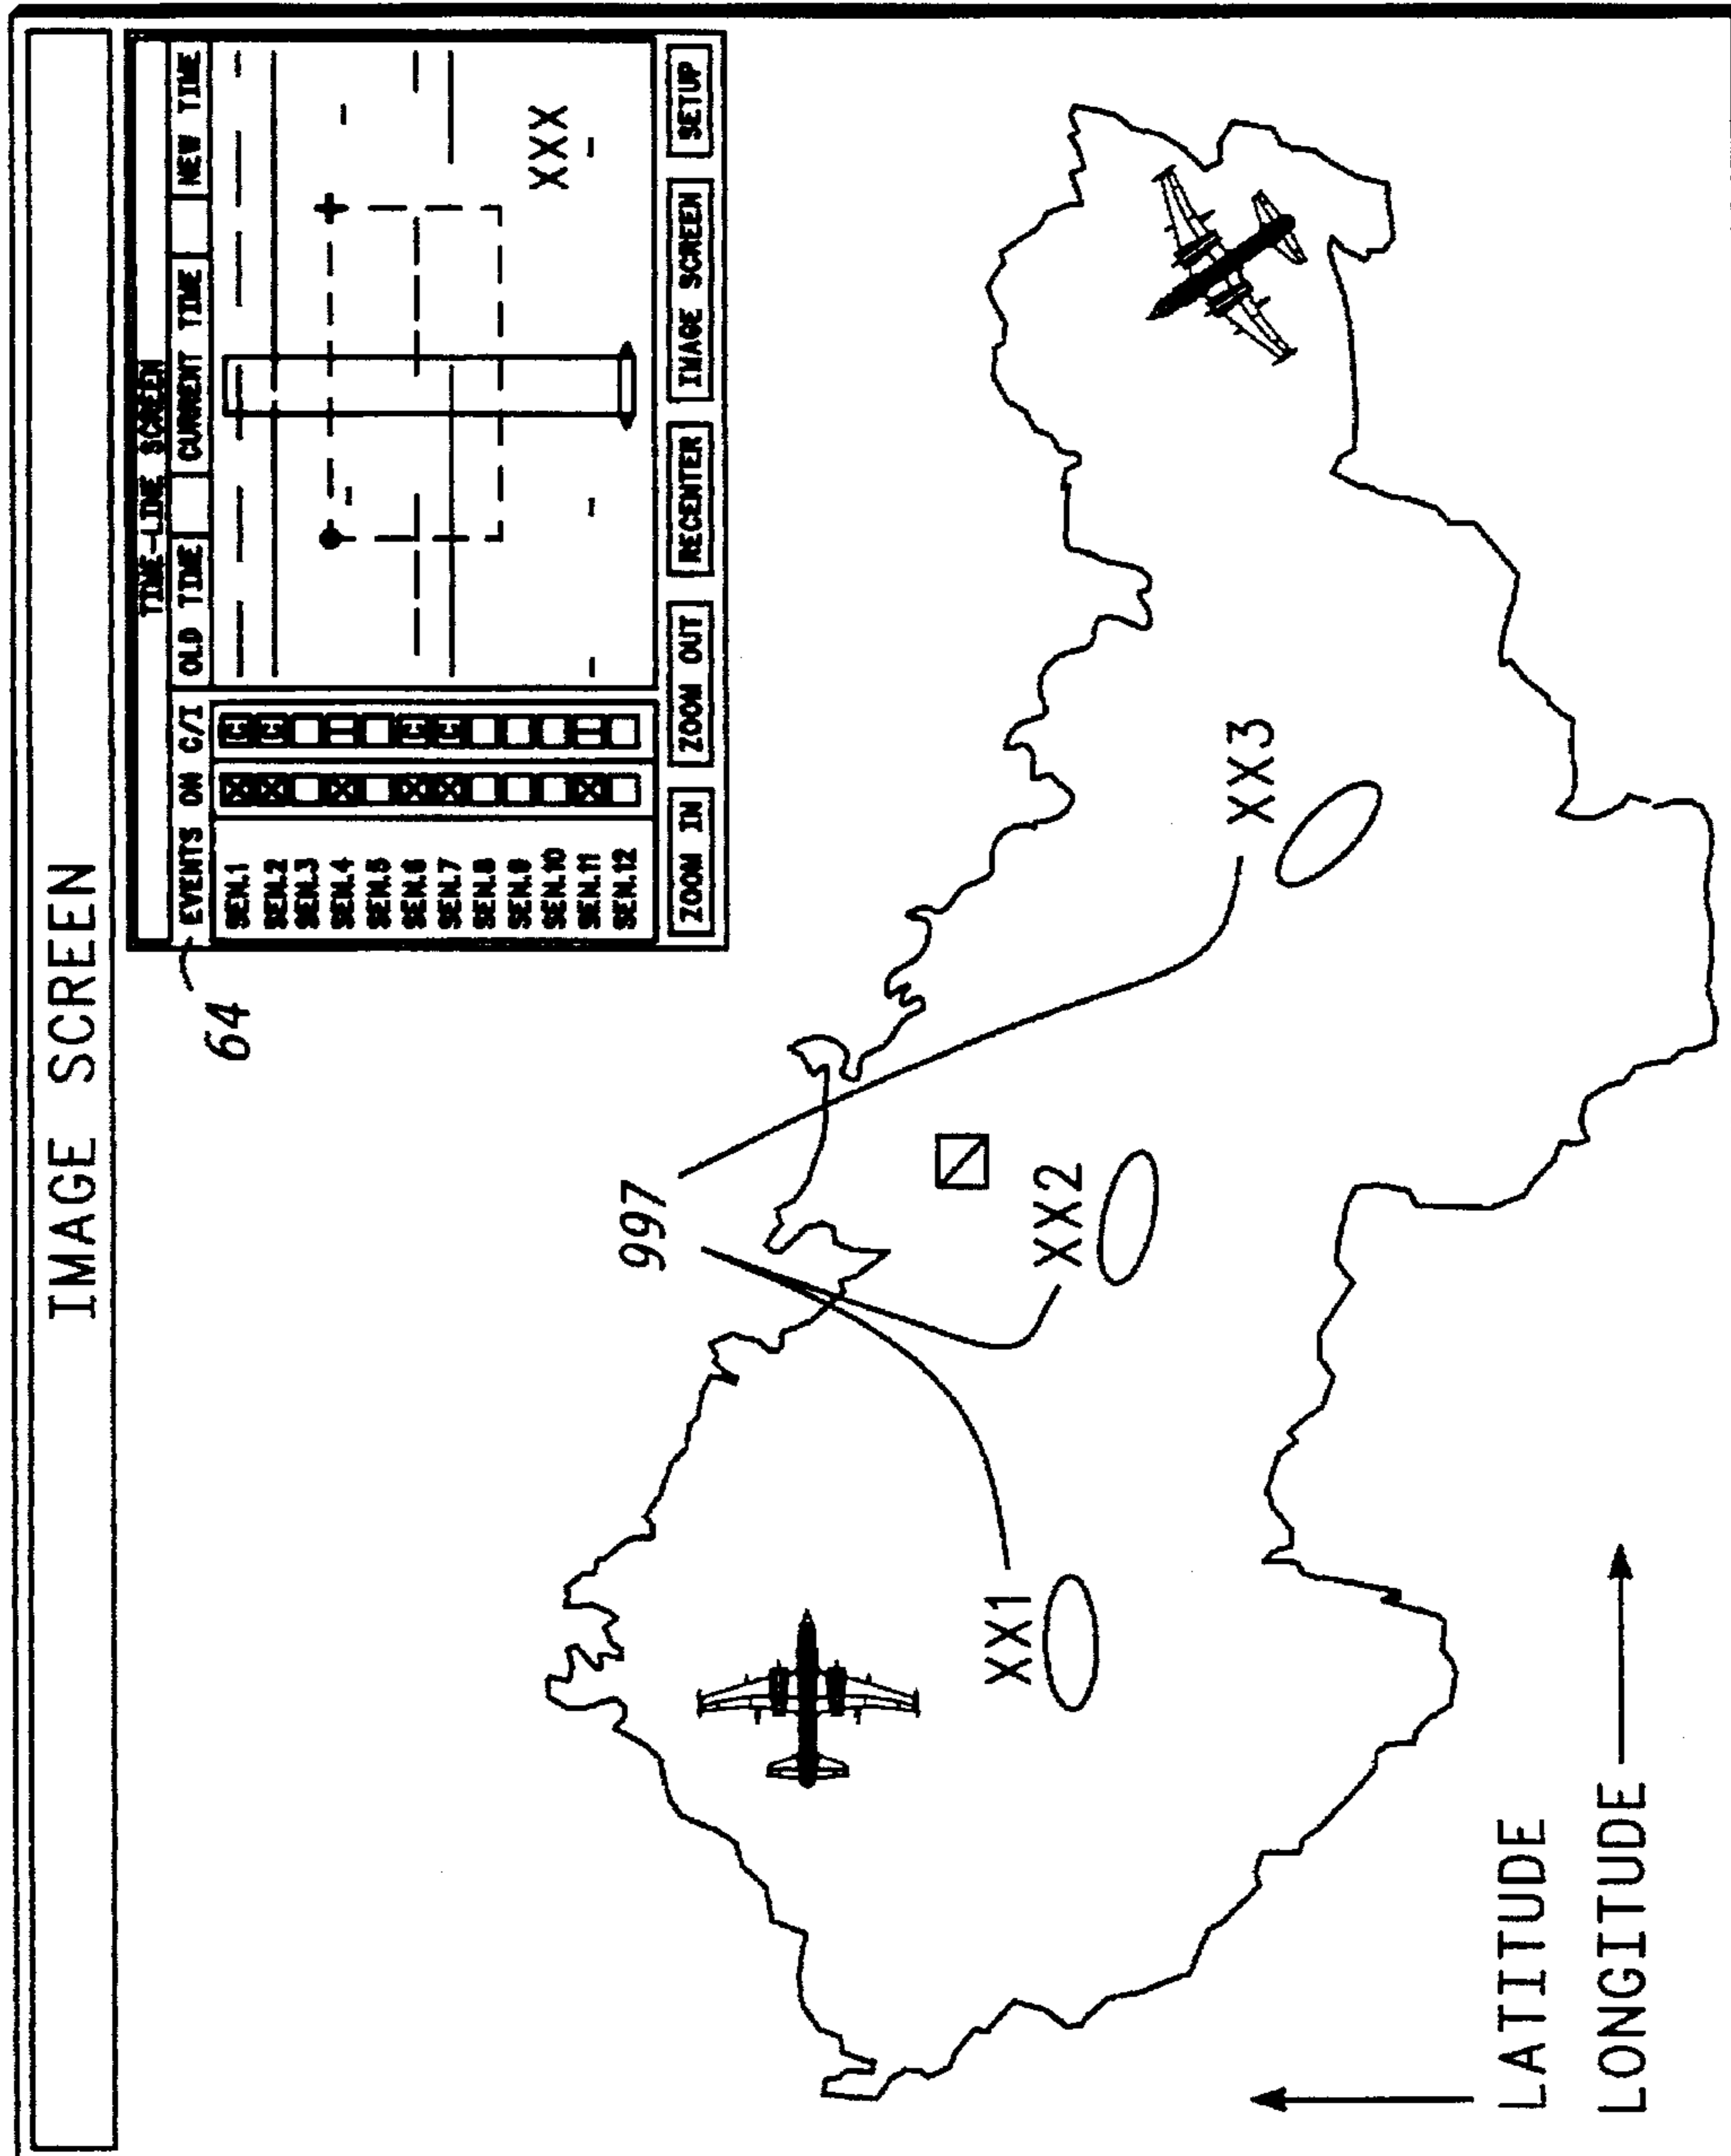 IMAGE SCREEN
TIME-LINE SCREEN
EVENTS ON C/I OLD TIME CURRENT TIME NEW TIME
SEN.1
SEN.2
SEN.3
SEN.4
SEN.5
SEN.6
SEN.7
SEN.8
SEN.9
SEN.10
SEN.11
SEN.12
XXX
ZOOM IN ZOOM OUT RECENTER IMAGE SCREEN SETUP
64
997
XX1
XX2
XX3
LATITUDE
LONGITUDE